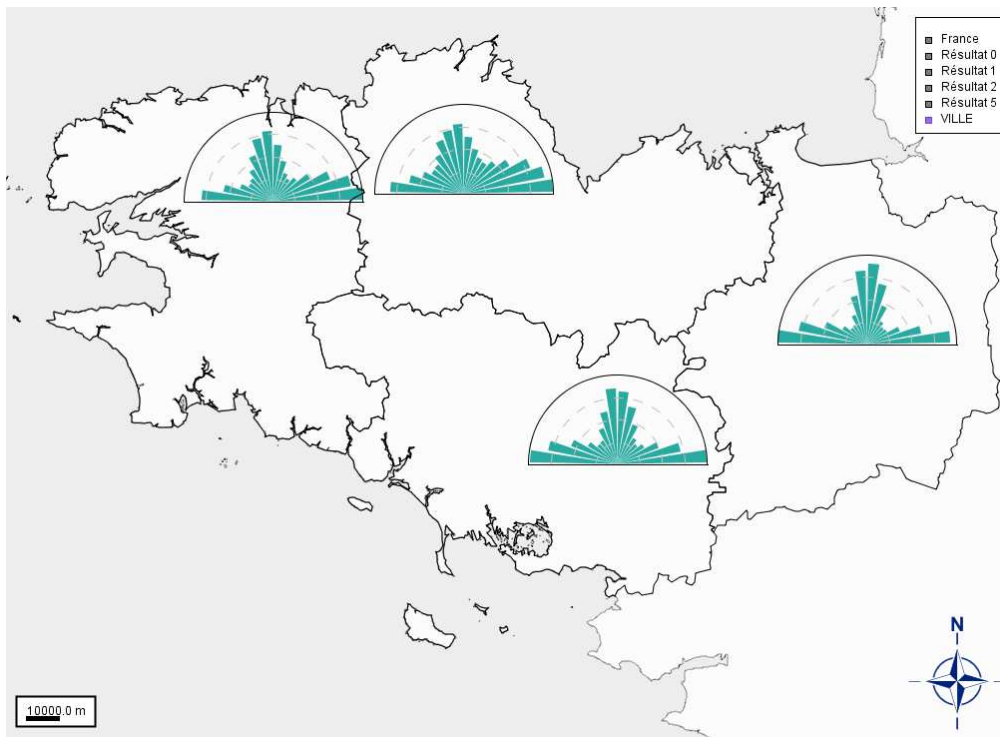 France
Résultat 0
Résultat 1
Résultat 2
Résultat 5
VILLE
N
10000.0 m